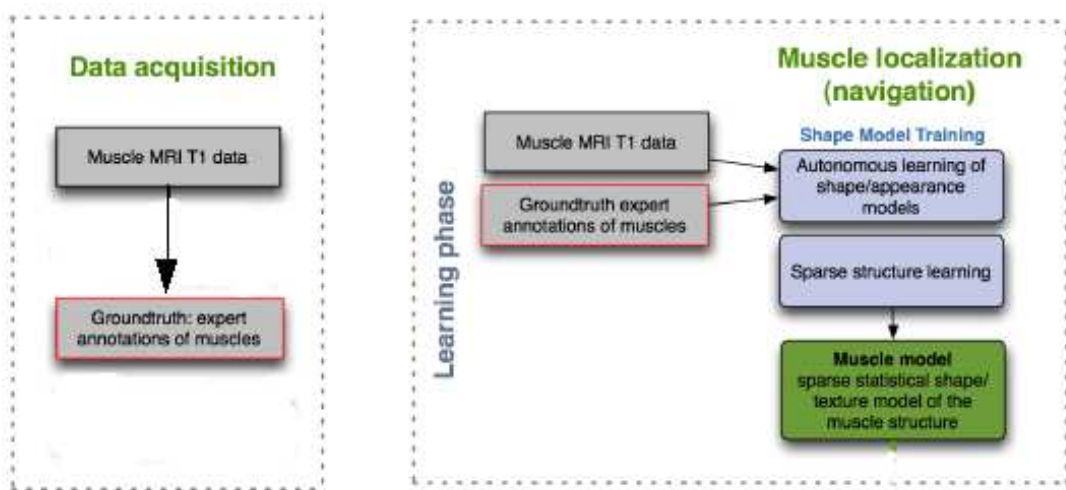 Data acquisition
Muscle MRI T1 data
Groundtruth: expert
annotations of muscles
Learning phase
Muscle localization
(navigation)
Muscle MRI T1 data
Groundtruth expert
annotations of muscles
Shape Model Training
Autonomous learning of
shape/appearance
models
Sparse structure learning
Muscle model
sparse statistical shape/
texture model of the
muscle structure